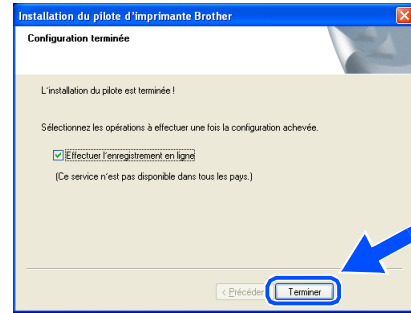 Installation du pilote d'imprimante Brother
Configuration terminée
L'installation du pilote est terminée !
Sélectionnez les opérations à effectuer une fois la configuration achevée.
Effectuer l'enregistrement en ligne
(Ce service n'est pas disponible dans tous les pays.)
< Précéder
Terminer